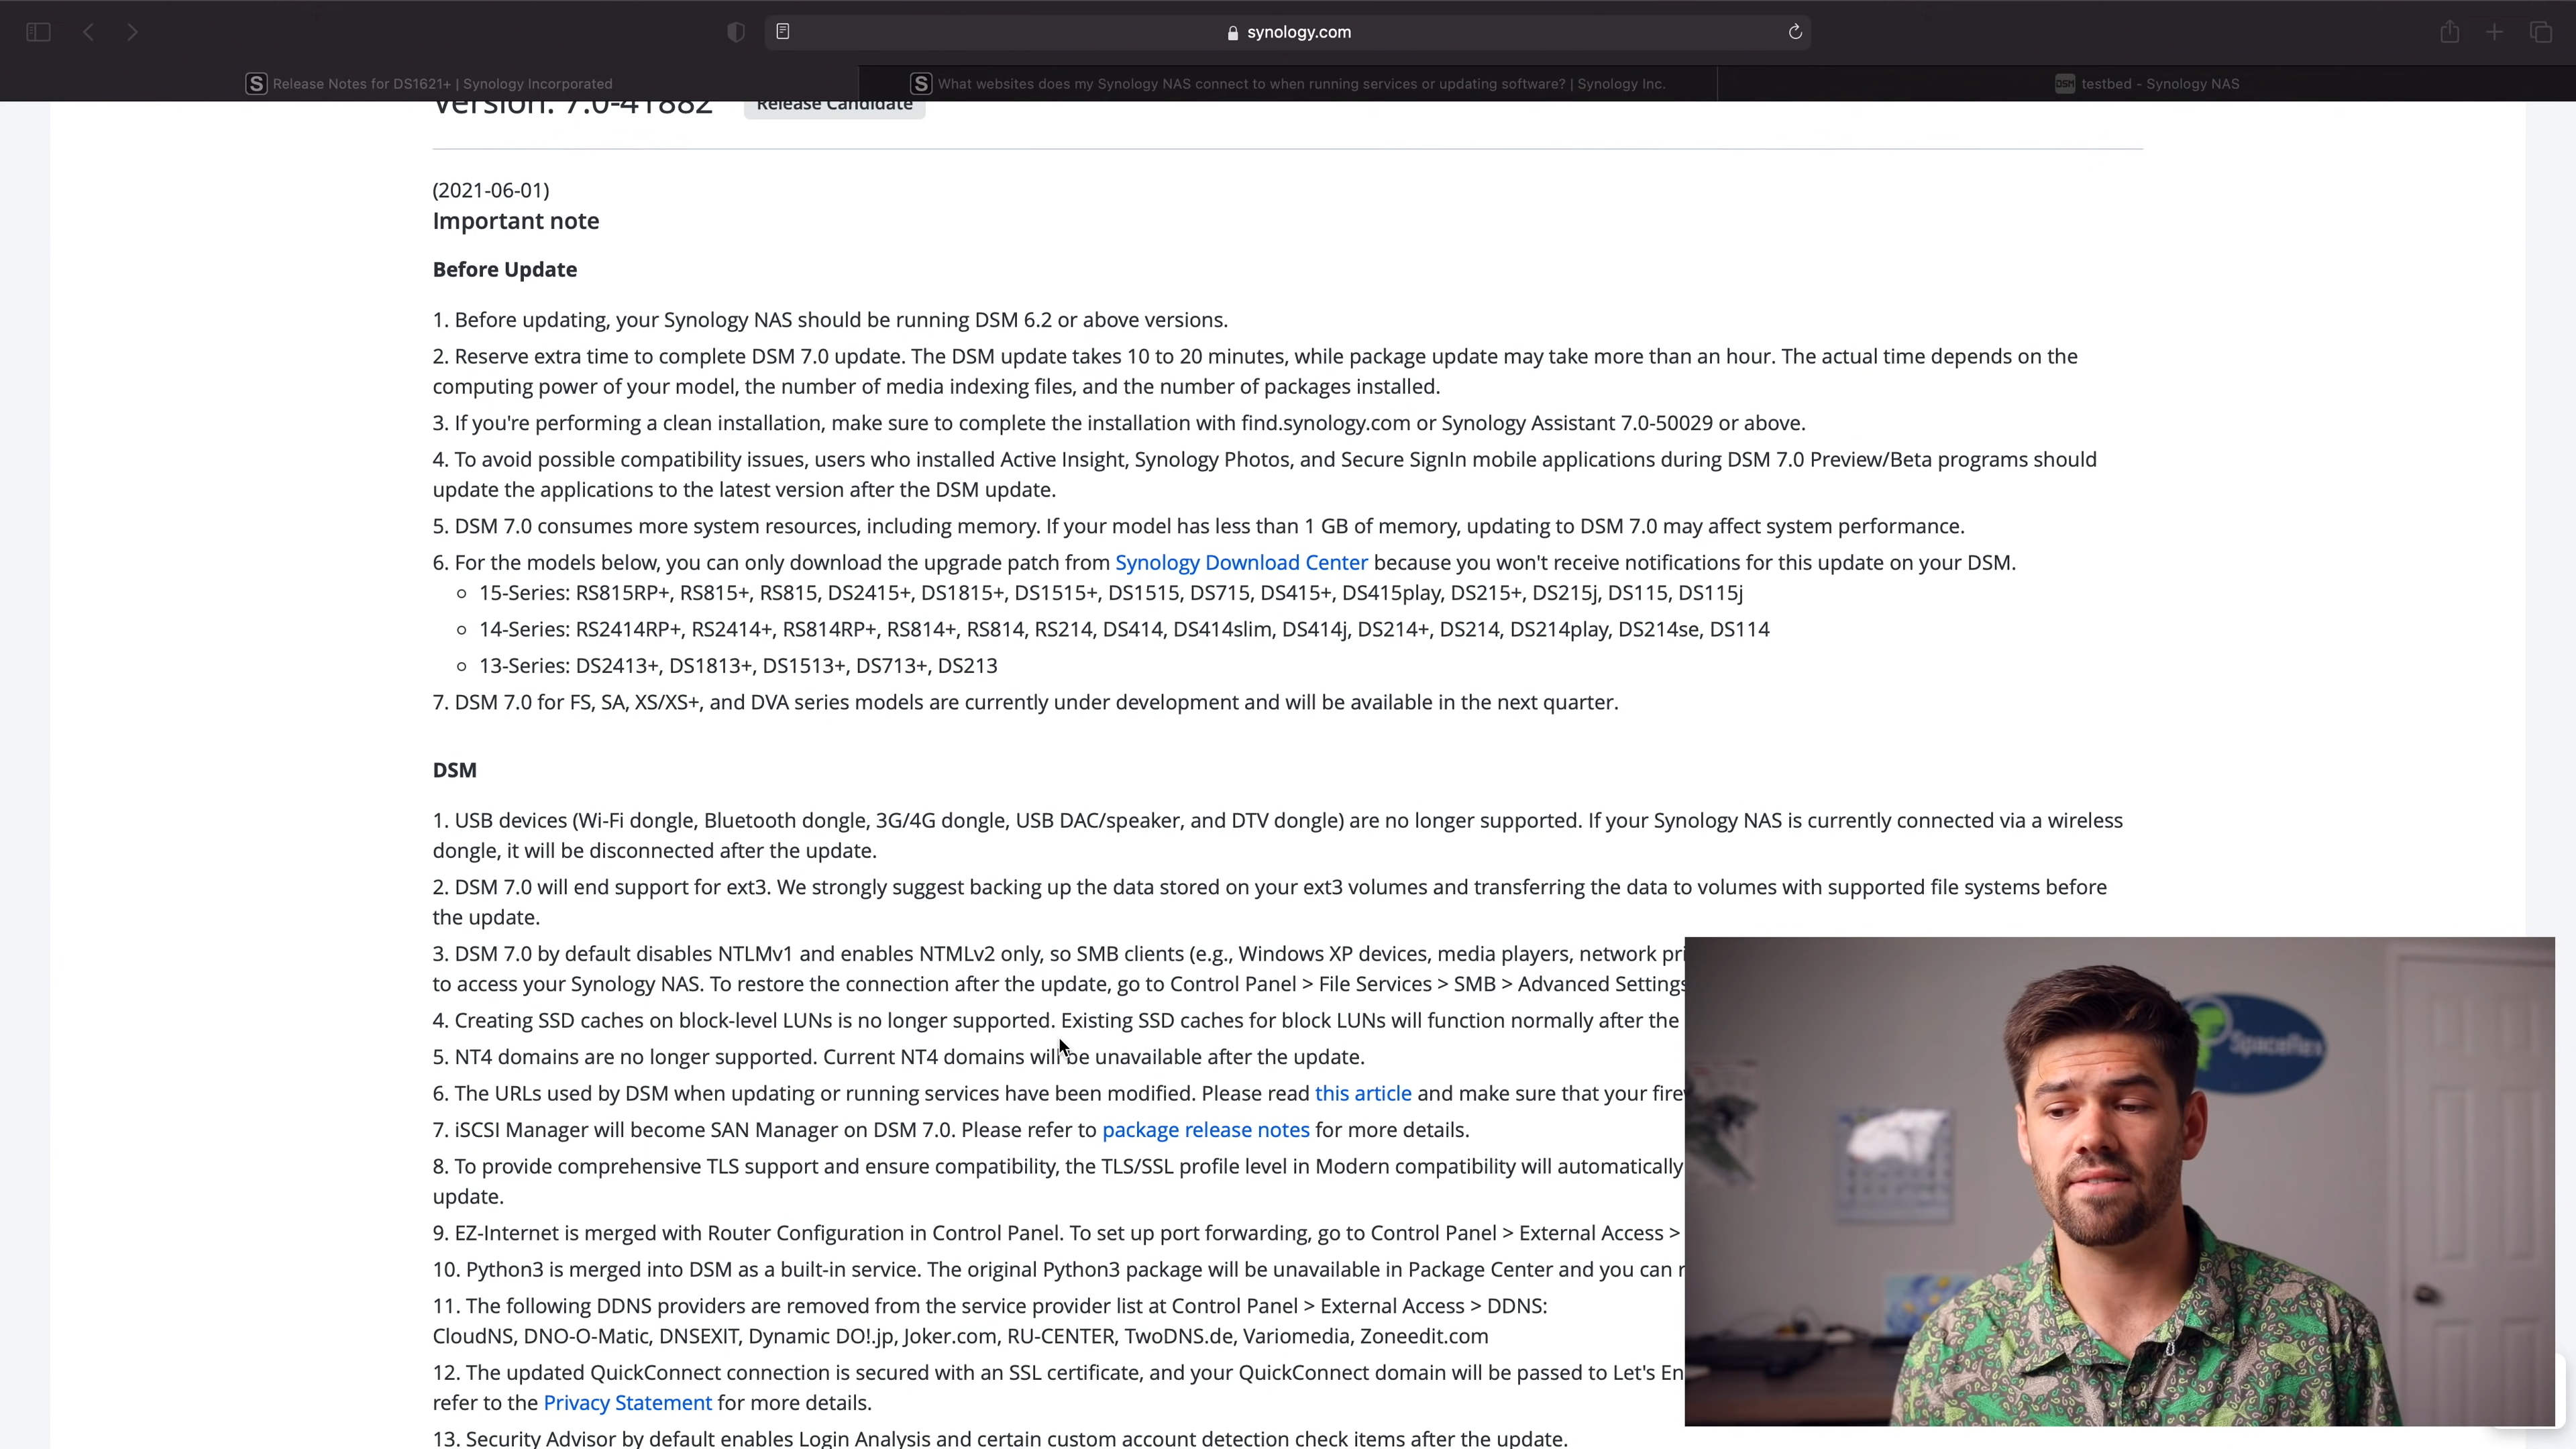 synology.com
Release Notes for DS1621+ | Synology Incorporated
What websites does my Synology NAS connect to when running services or updating software? | Synology Inc.
DSM testbed - Synology NAS
Version: 7.0-41882 Release Candidate
(2021-06-01)
Important note
Before Update
1. Before updating, your Synology NAS should be running DSM 6.2 or above versions.
2. Reserve extra time to complete DSM 7.0 update. The DSM update takes 10 to 20 minutes, while package update may take more than an hour. The actual time depends on the
computing power of your model, the number of media indexing files, and the number of packages installed.
3. If you're performing a clean installation, make sure to complete the installation with find.synology.com or Synology Assistant 7.0-50029 or above.
4. To avoid possible compatibility issues, users who installed Active Insight, Synology Photos, and Secure SignIn mobile applications during DSM 7.0 Preview/Beta programs should
update the applications to the latest version after the DSM update.
5. DSM 7.0 consumes more system resources, including memory. If your model has less than 1 GB of memory, updating to DSM 7.0 may affect system performance.
6. For the models below, you can only download the upgrade patch from Synology Download Center because you won't receive notifications for this update on your DSM.
15-Series: RS815RP+, RS815+, RS815, DS2415+, DS1815+, DS1515+, DS1515, DS715, DS415+, DS415play, DS215+, DS215j, DS115, DS115j
14-Series: RS2414RP+, RS2414+, RS814RP+, RS814+, RS814, RS214, DS414, DS414slim, DS414j, DS214+, DS214, DS214play, DS214se, DS114
13-Series: DS2413+, DS1813+, DS1513+, DS713+, DS213
7. DSM 7.0 for FS, SA, XS/XS+, and DVA series models are currently under development and will be available in the next quarter.
DSM
1. USB devices (Wi-Fi dongle, Bluetooth dongle, 3G/4G dongle, USB DAC/speaker, and DTV dongle) are no longer supported. If your Synology NAS is currently connected via a wireless
dongle, it will be disconnected after the update.
2. DSM 7.0 will end support for ext3. We strongly suggest backing up the data stored on your ext3 volumes and transferring the data to volumes with supported file systems before
the update.
3. DSM 7.0 by default disables NTLMv1 and enables NTMLv2 only, so SMB clients (e.g., Windows XP devices, media players, network pri
to access your Synology NAS. To restore the connection after the update, go to Control Panel > File Services > SMB > Advanced Settings
4. Creating SSD caches on block-level LUNs is no longer supported. Existing SSD caches for block LUNs will function normally after the
5. NT4 domains are no longer supported. Current NT4 domains will be unavailable after the update.
6. The URLs used by DSM when updating or running services have been modified. Please read this article and make sure that your fire
7. iSCSI Manager will become SAN Manager on DSM 7.0. Please refer to package release notes for more details.
8. To provide comprehensive TLS support and ensure compatibility, the TLS/SSL profile level in Modern compatibility will automatically
update.
9. EZ-Internet is merged with Router Configuration in Control Panel. To set up port forwarding, go to Control Panel > External Access >
10. Python3 is merged into DSM as a built-in service. The original Python3 package will be unavailable in Package Center and you can
11. The following DDNS providers are removed from the service provider list at Control Panel > External Access > DDNS:
CloudNS, DNO-O-Matic, DNSEXIT, Dynamic DO!.jp, Joker.com, RU-CENTER, TwoDNS.de, Variomedia, Zoneedit.com
12. The updated QuickConnect connection is secured with an SSL certificate, and your QuickConnect domain will be passed to Let's En
refer to the Privacy Statement for more details.
13. Security Advisor by default enables Login Analysis and certain custom account detection check items after the update.
SpaceRex